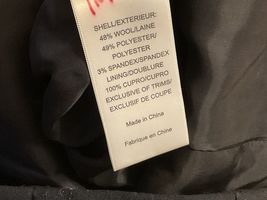 SHELL/EXTERIEUR:
48% WOOL/LAINE
49% POLYESTER/
POLYESTER
3% SPANDEX/SPANDEX
LINING/DOUBLURE
100% CUPRO/CUPRO
EXCLUSIVE OF TRIMS/
EXCLUSIF DE COUPE
Made in China
Fabrique en Chine